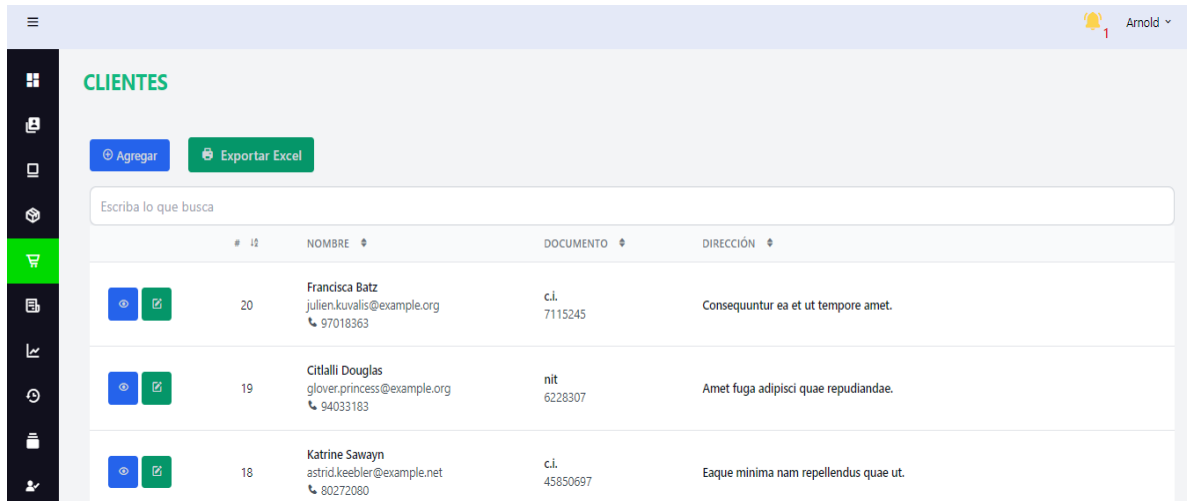 1
Arnold
CLIENTES
Agregar
Exportar Excel
Escriba lo que busca
# NOMBRE DOCUMENTO DIRECCIÓN
20
Francisca Batz
julien.kuvalis@example.org
97018363
c.i.
7115245
Consequuntur ea et ut tempore amet.
19
Citlalli Douglas
glover.princess@example.org
94033183
nit
6228307
Amet fuga adipisci quae repudiandae.
18
Katrine Sawayn
astrid.keebler@example.net
80272080
c.i.
45850697
Eaque minima nam repellendus quae ut.